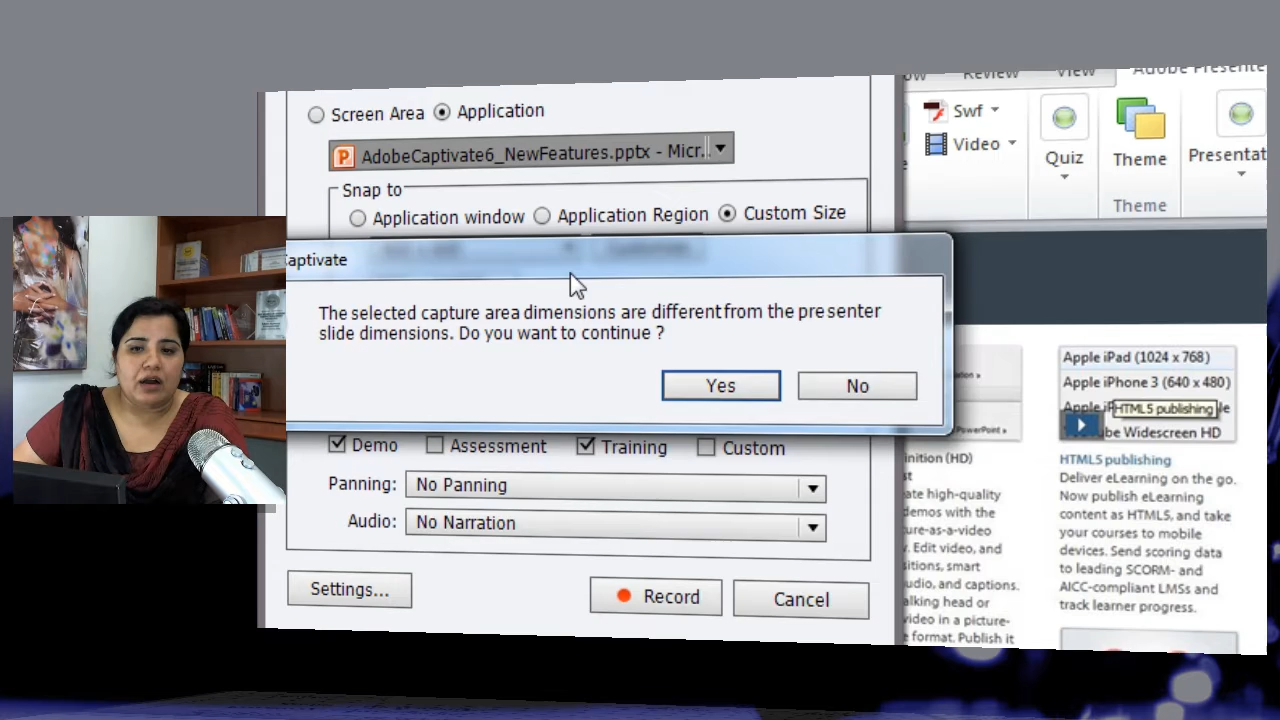 Review
View
Adobe Presente
Screen Area
Application
Swf
AdobeCaptivate6_NewFeatures.pptx - Micr..
Video
Quiz
Theme
Presentat
Snap to
Theme
Application window
Application Region
Custom Size
Captivate
The selected capture area dimensions are different from the presenter
slide dimensions. Do you want to continue ?
Apple iPad (1024 x 768)
Apple iPhone 3 (640 x 480)
HTML5 publishing
Yes
No
PowerPoint »
Widescreen HD
Demo
Assessment
Training
Custom
inition (HD)
HTML5 publishing
Panning:
No Panning
Audio:
No Narration
ate high-quality
demos with the
ure-as-a-video
. Edit video, and
sitions, smart
udio, and captions.
alking head or
video in a picture-
e format. Publish it
Deliver eLearning on the go.
Now publish eLearning
content as HTML5, and take
your courses to mobile
devices. Send scoring data
to leading SCORM- and
AICC-compliant LMSs and
track learner progress.
Settings...
Record
Cancel